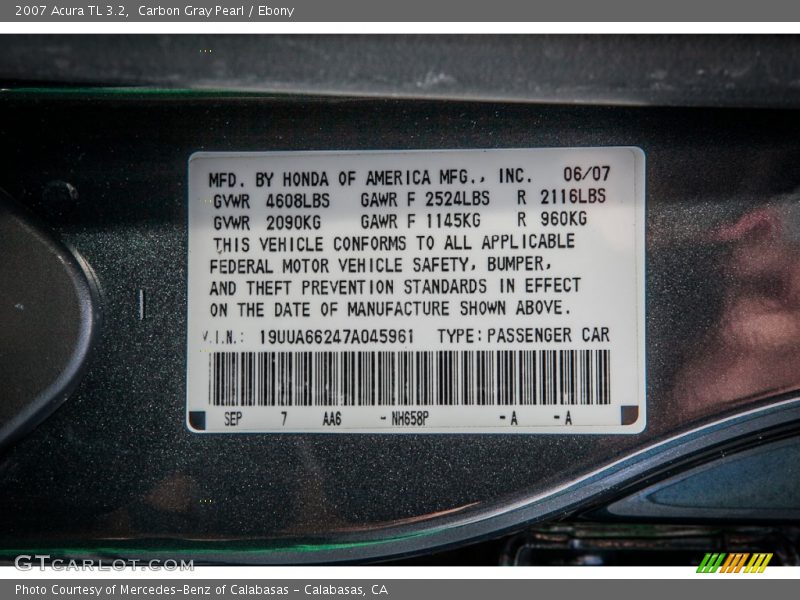 2007 Acura TL 3.2,  Carbon Gray Pearl / Ebony
MFD. BY HONDA OF AMERICA MFG., INC. 06/07
GVWR 4608LBS GAWR F 2524LBS R 2116LBS
GVWR 2090KG GAWR F 1145KG R 960KG
THIS VEHICLE CONFORMS TO ALL APPLICABLE
FEDERAL MOTOR VEHICLE SAFETY, BUMPER,
AND THEFT PREVENTION STANDARDS IN EFFECT
ON THE DATE OF MANUFACTURE SHOWN ABOVE.
V.I.N.: 19UUA66247A045961 TYPE:PASSENGER CAR
SEP 7 AA6 - NH658P - A - A
GTCARLOT.COM
Photo Courtesy of Mercedes-Benz of Calabasas - Calabasas, CA